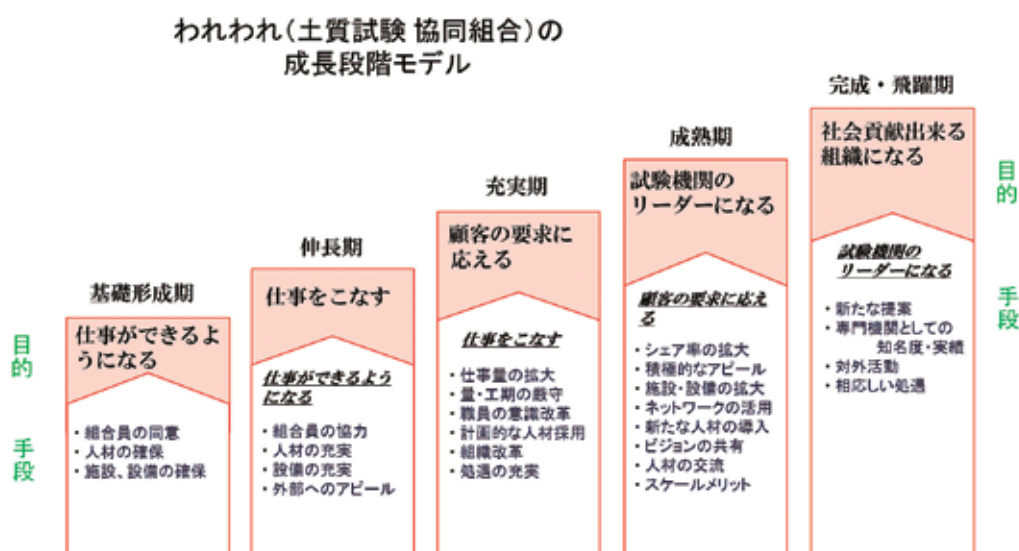 われわれ(土質試験 協同組合)の
成長段階モデル
基礎形成期
仕事ができるよ
うになる
・組合員の同意
・人材の確保
・施設、設備の確保
伸長期
仕事をこなす
仕事ができるよう
になる
・組合員の協力
・人材の充実
・設備の充実
・外部へのアピール
充実期
顧客の要求に
応える
仕事をこなす
・仕事量の拡大
・量・工期の厳守
・職員の意識改革
・計画的な人材採用
・組織改革
・処遇の充実
成熟期
試験機関の
リーダーになる
顧客の要求に応え
る
・シェア率の拡大
・積極的なアピール
・施設・設備の拡大
・ネットワークの活用
・新たな人材の導入
・ビジョンの共有
・人材の交流
・スケールメリット
完成・飛躍期
社会貢献出来る
組織になる
試験機関の
リーダーになる
・新たな提案
・専門機関としての
知名度・実績
・対外活動
・相応しい処遇
目的
手段
目的
手段